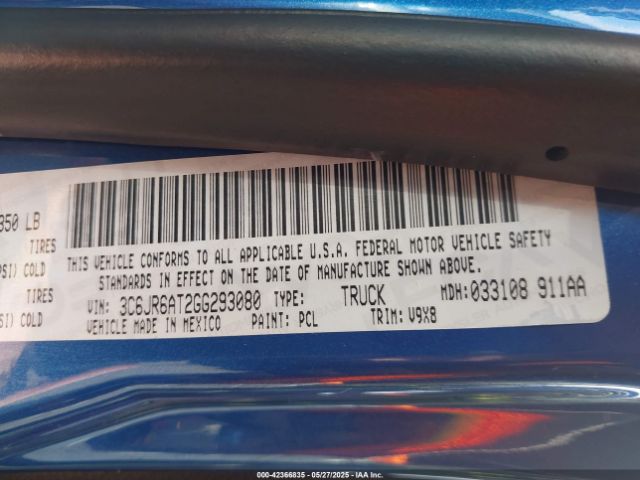 350 LB
TIRES
PSI) COLD
TIRES
SI) COLD
THIS VEHICLE CONFORMS TO ALL APPLICABLE U.S.A. FEDERAL MOTOR VEHICLE SAFETY
STANDARDS IN EFFECT ON THE DATE OF MANUFACTURE SHOWN ABOVE.
VIN: 3C6JR6AT2GG293080 TYPE: TRUCK MDH:033108 911AA
VEHICLE MADE IN MEXICO PAINT: PCL TRIM: V9X8
000-42366835 - 05/27/2025 - IAA Inc.